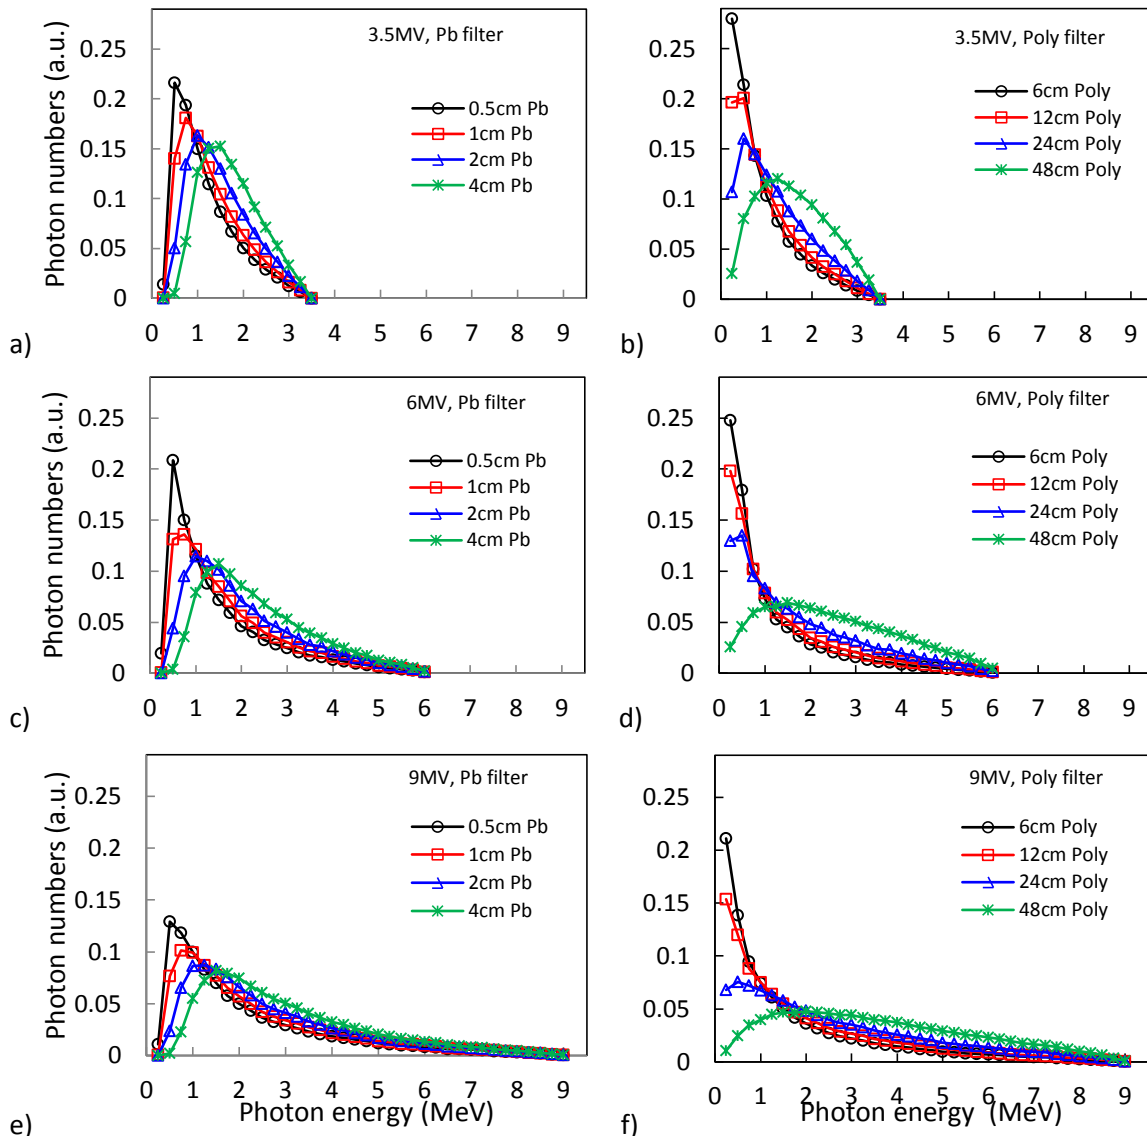 3.5MV, Pb filter
Photon numbers (a.u.)
0.25
0.2
0.15
0.1
0.05
0
0.5cm Pb
1cm Pb
2cm Pb
4cm Pb
0 1 2 3 4 5 6 7 8 9
a)
3.5MV, Poly filter
0.25
0.2
0.15
0.1
0.05
0
6cm Poly
12cm Poly
24cm Poly
48cm Poly
0 1 2 3 4 5 6 7 8 9
b)
6MV, Pb filter
Photon numbers (a.u.)
0.25
0.2
0.15
0.1
0.05
0
0.5cm Pb
1cm Pb
2cm Pb
4cm Pb
0 1 2 3 4 5 6 7 8 9
c)
6MV, Poly filter
0.25
0.2
0.15
0.1
0.05
0
6cm Poly
12cm Poly
24cm Poly
48cm Poly
0 1 2 3 4 5 6 7 8 9
d)
9MV, Pb filter
Photon numbers (a.u.)
0.25
0.2
0.15
0.1
0.05
0
0.5cm Pb
1cm Pb
2cm Pb
4cm Pb
0 1 2 3 4 5 6 7 8 9
Photon energy (MeV)
e)
9MV, Poly filter
0.25
0.2
0.15
0.1
0.05
0
6cm Poly
12cm Poly
24cm Poly
48cm Poly
0 1 2 3 4 5 6 7 8 9
Photon energy (MeV)
f)